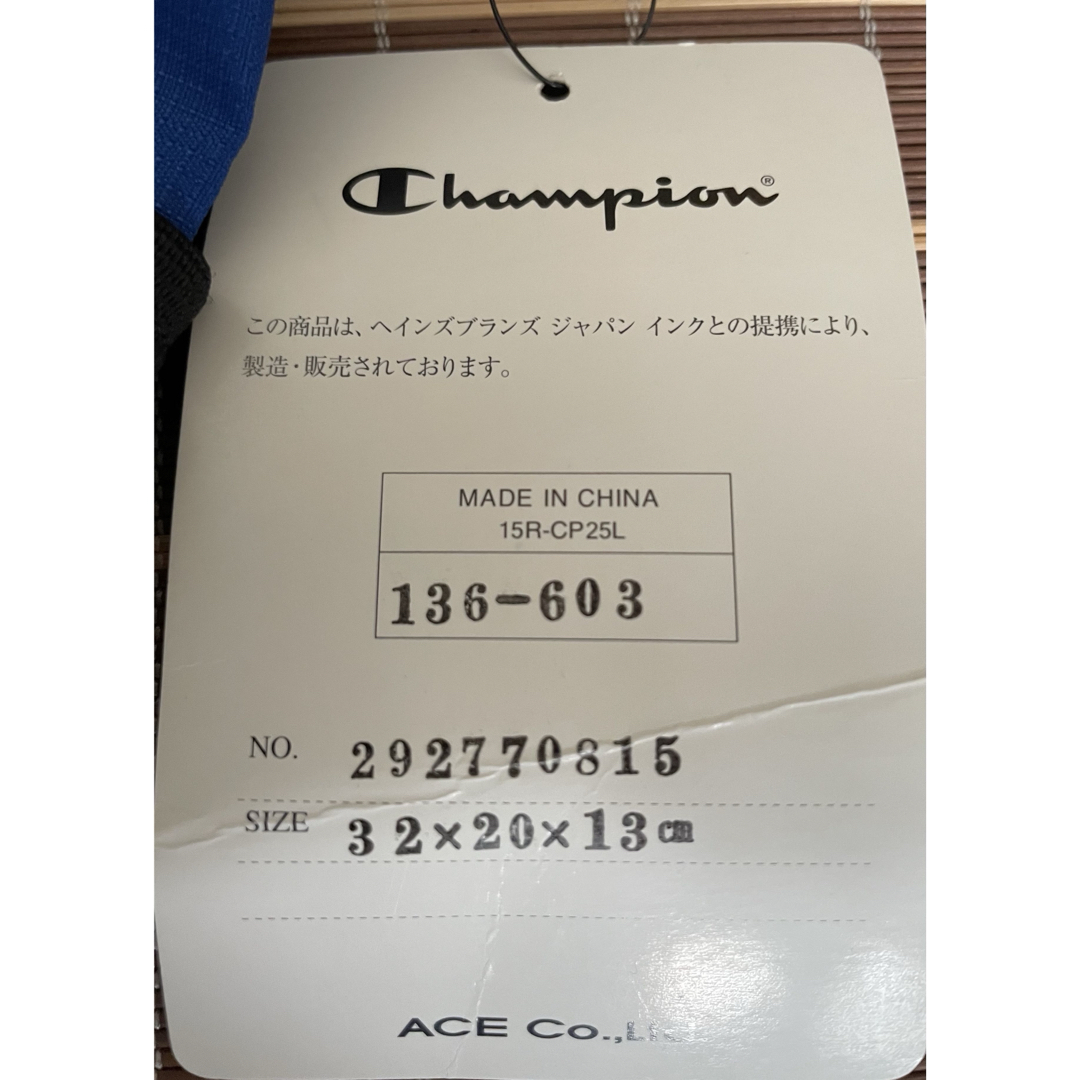 Champion®
この商品は、ヘインズブランズ ジャパン インクとの提携により、
製造・販売されております。
MADE IN CHINA
15R-CP25L
136-603
NO. 292770815
SIZE 32×20×13cm
ACE Co.,